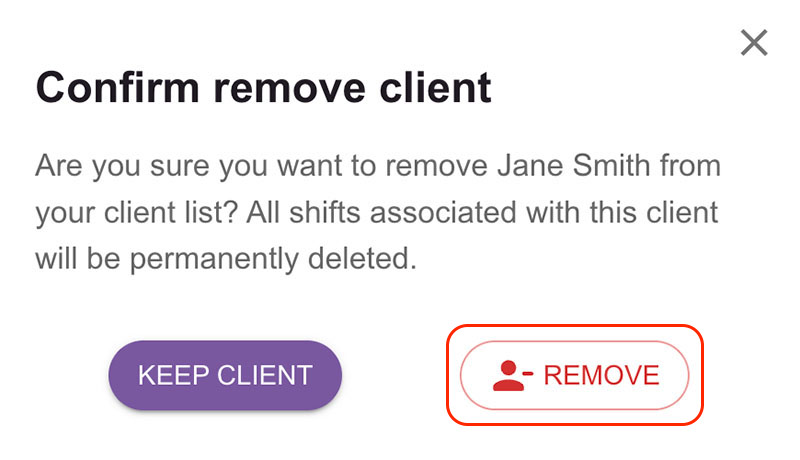 Confirm remove client
Are you sure you want to remove Jane Smith from
your client list? All shifts associated with this client
will be permanently deleted.
KEEP CLIENT
REMOVE